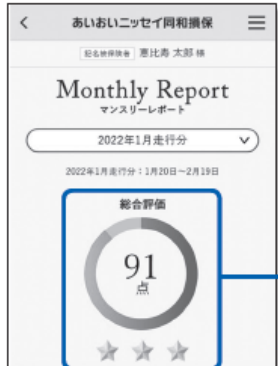 あいおいニッセイ同和損保
記名被保険者 恵比寿 太郎 様
Monthly Report
マンスリーレポート
2022年1月走行分
2022年1月走行分：1月20日～2月19日
総合評価
91
点